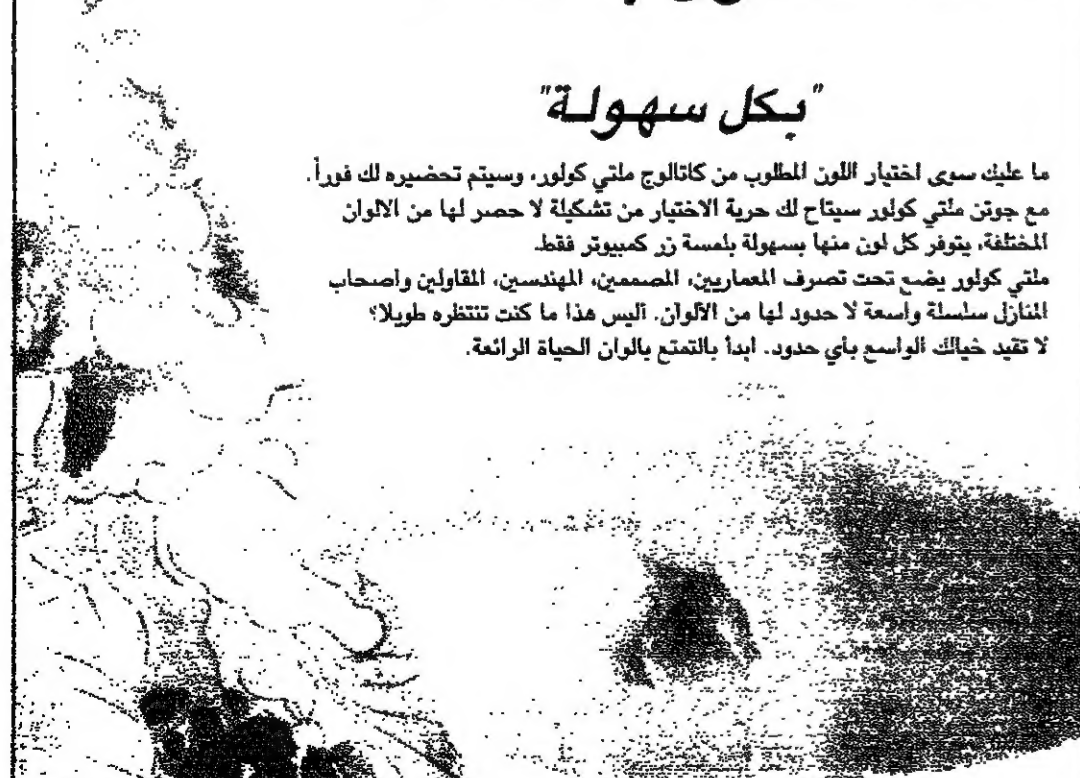 "بكل سهولة"
ما عليك سوى اختيار اللون المطلوب من كاتالوج ملتي كولور، وسيتم تحضيره لك فوراً.
مع جوتن ملتي كولور سيتاح لك حرية الاختيار من تشكيلة لا حصر لها من الالوان
المختلفة، يتوفر كل لون منها بسهولة بلمسة زر كمبيوتر فقط.
ملتي كولور يضع تحت تصرف المعماريين، المصممين، المهندسين، المقاولين واصحاب
المنازل سلسلة واسعة لا حدود لها من الألوان. أليس هذا ما كنت تنتظره طويلا؟
لا تقيد خيالك الواسع بأي حدود. ابدأ بالتمتع بالوان الحياة الرائعة.